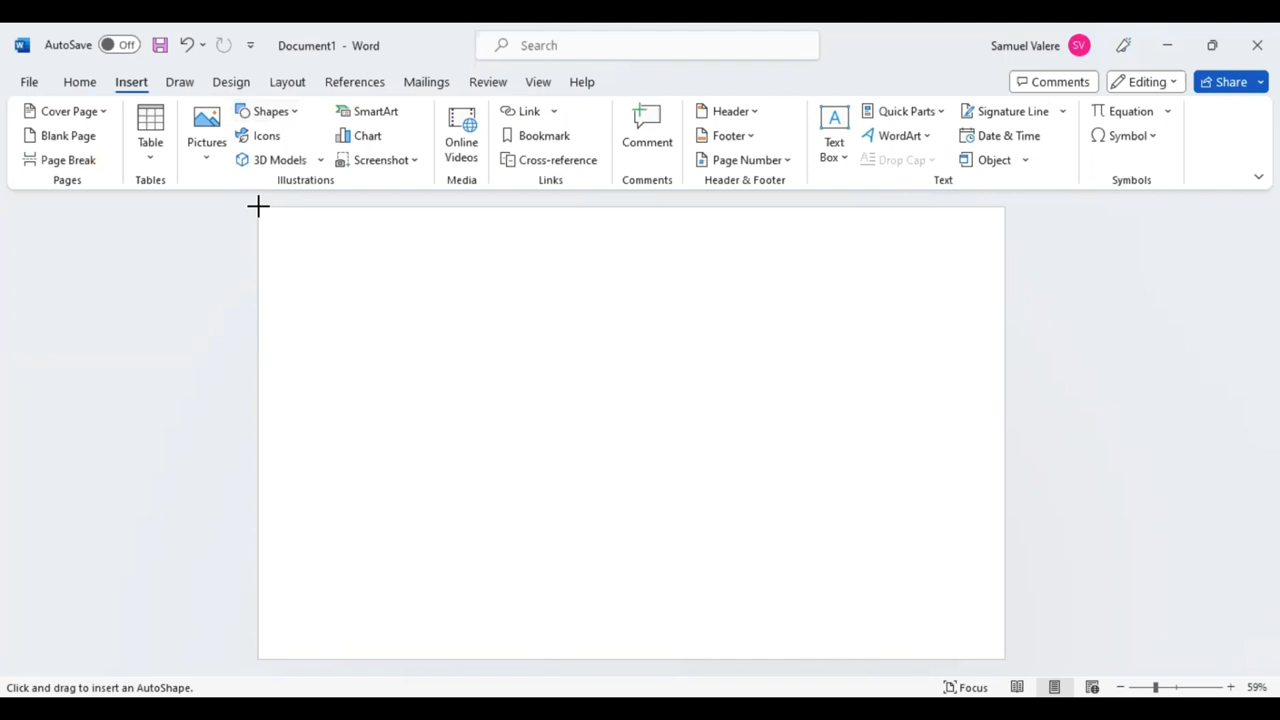 AutoSave Off Document1 - Word Search Samuel Valere SV
File Home Insert Draw Design Layout References Mailings Review View Help Comments Editing Share
Cover Page
Blank Page
Page Break
Pages
Table
Tables
Pictures
Shapes
Icons
3D Models
SmartArt
Chart
Screenshot
Illustrations
Online
Videos
Media
Link
Bookmark
Cross-reference
Links
Comment
Comments
Header
Footer
Page Number
Header & Footer
A
Text
Box
Quick Parts
WordArt
Drop Cap
Signature Line
Date & Time
Object
Text
Equation
Symbol
Symbols
Click and drag to insert an AutoShape. Focus 59%